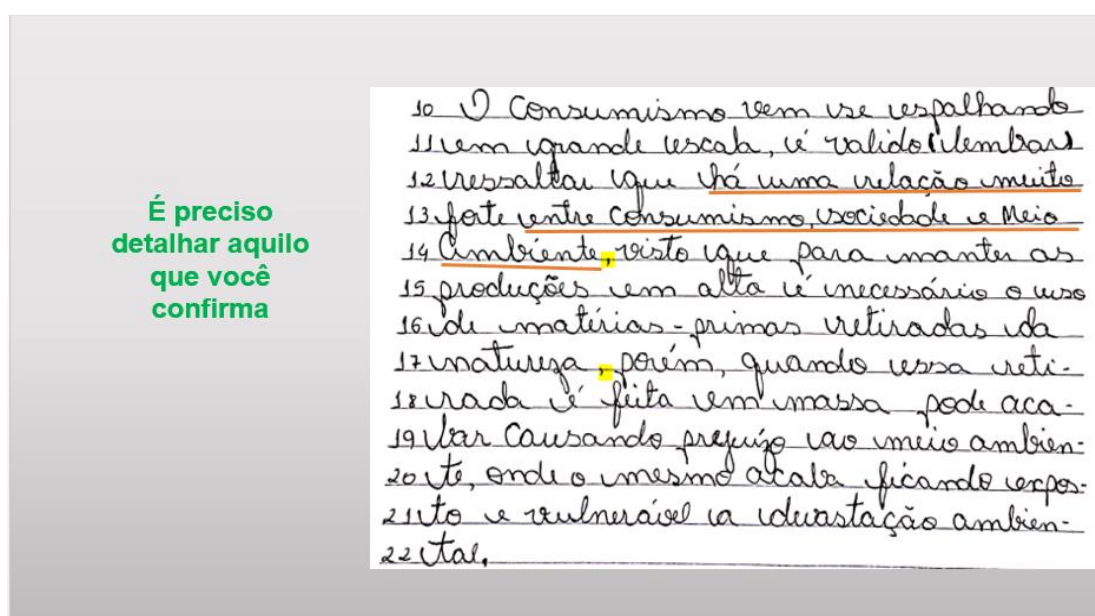 É preciso
detalhar aquilo
que você
confirma
10 O Consumismo vem se espalhando
11 em grande escala, é valido (lembrar)
12 ressaltar que há uma relação muito
13 forte entre Consumismo, sociedade e Meio
14 Ambiente, visto que para manter as
15 produções em alta é necessário o uso
16 de matérias-primas retiradas da
17 natureza, porém, quando essa reti-
18 rada é feita em massa pode aca-
19 bar Causando prejuízo ao meio ambien-
20 te, onde o mesmo acaba ficando expos-
21 to e vulnerável a devastação ambien-
22 tal.